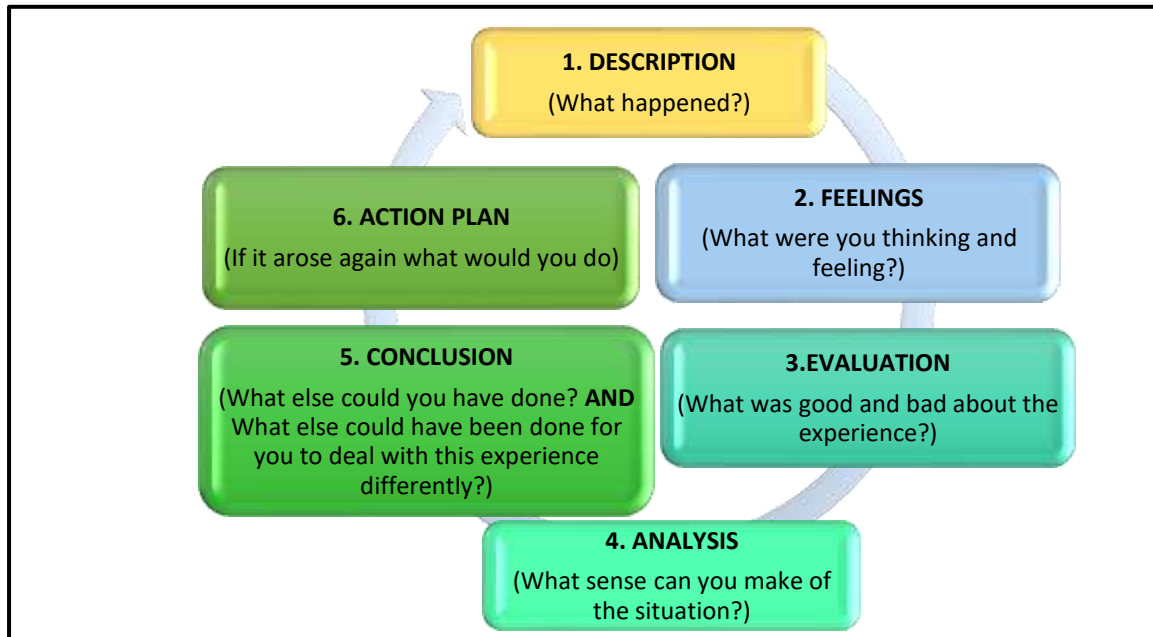 1. DESCRIPTION
(What happened?)
2. FEELINGS
(What were you thinking and
feeling?)
3.EVALUATION
(What was good and bad about the
experience?)
4. ANALYSIS
(What sense can you make of
the situation?)
5. CONCLUSION
(What else could you have done? AND
What else could have been done for
you to deal with this experience
differently?)
6. ACTION PLAN
(If it arose again what would you do)